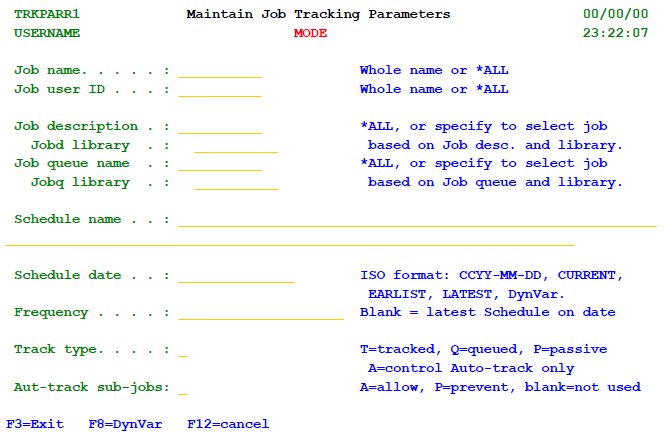 TRKPARR1 Maintain Job Tracking Parameters 00/00/00
USERNAME MODE 23:22:07
Job name. . . . . : Whole name or *ALL
Job user ID . . . : Whole name or *ALL
Job description . : *ALL, or specify to select job
Jobd library . : based on Job desc. and library.
Job queue name . : *ALL, or specify to select job
Jobq library . : based on Job queue and library.
Schedule name . . :
Schedule date . . : ISO format: CCYY-MM-DD, CURRENT,
EARLIST, LATEST, DynVar.
Frequency . . . . : Blank = latest Schedule on date
Track type. . . . : T=tracked, Q=queued, P=passive
A=control Auto-track only
Aut-track sub-jobs: A=allow, P=prevent, blank=not used
F3=Exit F8=DynVar F12=cancel